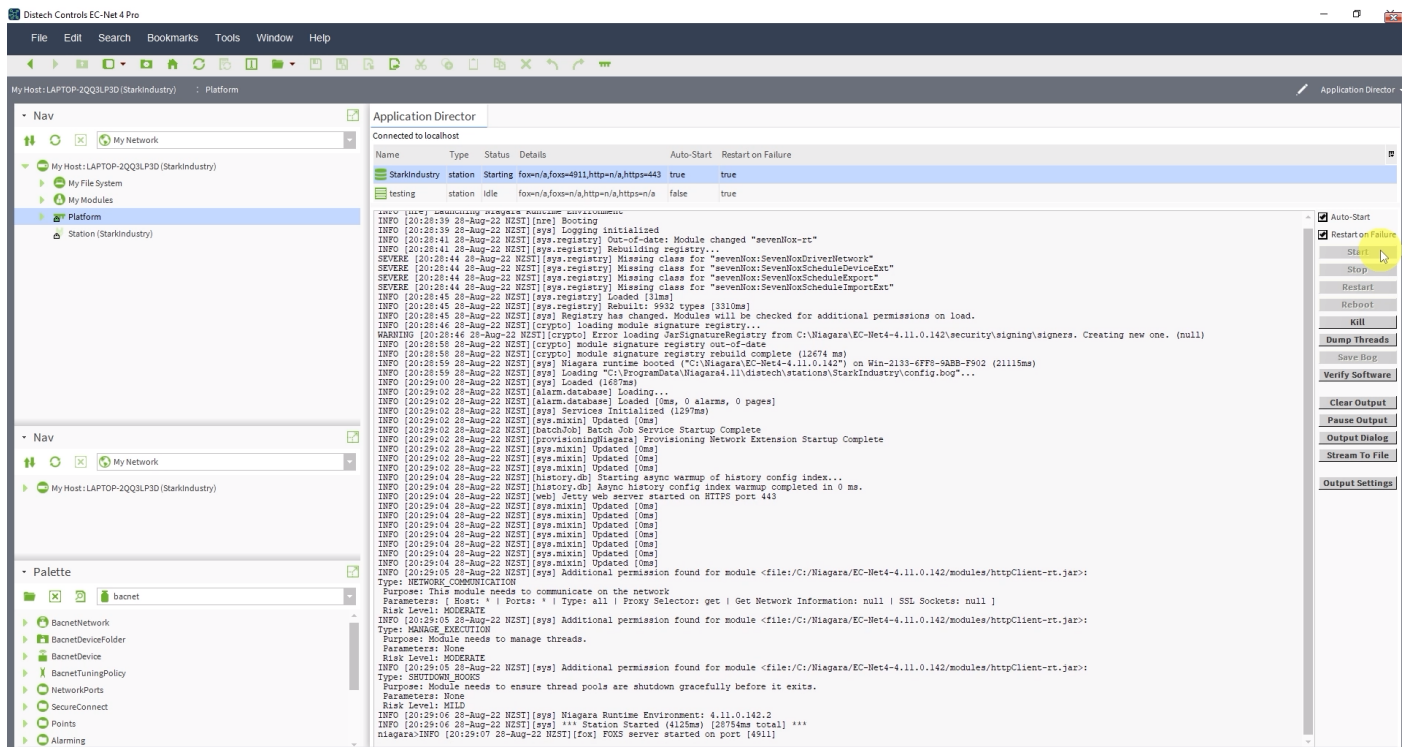 Distech Controls EC-Net 4 Pro
File Edit Search Bookmarks Tools Window Help
My Host : LAPTOP-2QQ3LP3D (StarkIndustry) : Platform
Application Director
Nav
My Network
My Host : LAPTOP-2QQ3LP3D (StarkIndustry)
My File System
My Modules
Platform
Station (StarkIndustry)
Nav
My Network
My Host : LAPTOP-2QQ3LP3D (StarkIndustry)
Palette
bacnet
BacnetNetwork
BacnetDeviceFolder
BacnetDevice
BacnetTuningPolicy
NetworkPorts
SecureConnect
Points
Alarming
Application Director
Connected to localhost
Name Type Status Details Auto-Start Restart on Failure
StarkIndustry station Starting fox=n/a,foxs=4911,http=n/a,https=443 true true
testing station Idle fox=n/a,foxs=n/a,http=n/a,https=n/a false true
INFO [nre] Launching Niagara Runtime Environment
INFO [20:28:39 28-Aug-22 NZST][nre] Booting
INFO [20:28:39 28-Aug-22 NZST][sys] Logging initialized
INFO [20:28:41 28-Aug-22 NZST][sys.registry] Out-of-date: Module changed "sevenNox-rt"
INFO [20:28:41 28-Aug-22 NZST][sys.registry] Rebuilding registry...
SEVERE [20:28:44 28-Aug-22 NZST][sys.registry] Missing class for "sevenNox:SevenNoxDriverNetwork"
SEVERE [20:28:44 28-Aug-22 NZST][sys.registry] Missing class for "sevenNox:SevenNoxScheduleDeviceExt"
SEVERE [20:28:44 28-Aug-22 NZST][sys.registry] Missing class for "sevenNox:SevenNoxScheduleExport"
SEVERE [20:28:44 28-Aug-22 NZST][sys.registry] Missing class for "sevenNox:SevenNoxScheduleImportExt"
INFO [20:28:45 28-Aug-22 NZST][sys.registry] Loaded [31ms]
INFO [20:28:45 28-Aug-22 NZST][sys.registry] Rebuilt: 9932 types [3310ms]
INFO [20:28:45 28-Aug-22 NZST][sys] Registry has changed. Modules will be checked for additional permissions on load.
INFO [20:28:46 28-Aug-22 NZST][crypto] loading module signature registry...
WARNING [20:28:46 28-Aug-22 NZST][crypto] Error loading JarSignatureRegistry from C:\Niagara\EC-Net4-4.11.0.142\security\signing\signers. Creating new one. (null)
INFO [20:28:58 28-Aug-22 NZST][crypto] module signature registry out-of-date
INFO [20:28:58 28-Aug-22 NZST][crypto] module signature registry rebuild complete (12674 ms)
INFO [20:28:59 28-Aug-22 NZST][sys] Niagara runtime booted ("C:\Niagara\EC-Net4-4.11.0.142") on Win-2133-6FF8-9ABB-F902 (21115ms)
INFO [20:28:59 28-Aug-22 NZST][sys] Loading "C:\ProgramData\Niagara4.11\distech\stations\StarkIndustry\config.bog"...
INFO [20:29:00 28-Aug-22 NZST][sys] Loaded (1687ms)
INFO [20:29:02 28-Aug-22 NZST][alarm.database] Loading...
INFO [20:29:02 28-Aug-22 NZST][alarm.database] Loaded [0ms, 0 alarms, 0 pages]
INFO [20:29:02 28-Aug-22 NZST][sys] Services Initialized (1297ms)
INFO [20:29:02 28-Aug-22 NZST][sys.mixin] Updated [0ms]
INFO [20:29:02 28-Aug-22 NZST][batchJob] Batch Job Service Startup Complete
INFO [20:29:02 28-Aug-22 NZST][provisioningNiagara] Provisioning Network Extension Startup Complete
INFO [20:29:02 28-Aug-22 NZST][sys.mixin] Updated [0ms]
INFO [20:29:02 28-Aug-22 NZST][sys.mixin] Updated [0ms]
INFO [20:29:02 28-Aug-22 NZST][sys.mixin] Updated [0ms]
INFO [20:29:04 28-Aug-22 NZST][history.db] Starting async warmup of history config index...
INFO [20:29:04 28-Aug-22 NZST][history.db] Async history config index warmup completed in 0 ms.
INFO [20:29:04 28-Aug-22 NZST][web] Jetty web server started on HTTPS port 443
INFO [20:29:04 28-Aug-22 NZST][sys.mixin] Updated [0ms]
INFO [20:29:04 28-Aug-22 NZST][sys.mixin] Updated [0ms]
INFO [20:29:04 28-Aug-22 NZST][sys.mixin] Updated [0ms]
INFO [20:29:04 28-Aug-22 NZST][sys.mixin] Updated [0ms]
INFO [20:29:04 28-Aug-22 NZST][sys.mixin] Updated [0ms]
INFO [20:29:04 28-Aug-22 NZST][sys.mixin] Updated [0ms]
INFO [20:29:04 28-Aug-22 NZST][sys.mixin] Updated [0ms]
INFO [20:29:05 28-Aug-22 NZST][sys] Additional permission found for module <file:/C:/Niagara/EC-Net4-4.11.0.142/modules/httpClient-rt.jar>:
Type: NETWORK_COMMUNICATION
Purpose: This module needs to communicate on the network
Parameters: [ Host: * | Ports: * | Type: all | Proxy Selector: get | Get Network Information: null | SSL Sockets: null ]
Risk Level: MODERATE
INFO [20:29:05 28-Aug-22 NZST][sys] Additional permission found for module <file:/C:/Niagara/EC-Net4-4.11.0.142/modules/httpClient-rt.jar>:
Type: MANAGE_EXECUTION
Purpose: Module needs to manage threads.
Parameters: None
Risk Level: MODERATE
INFO [20:29:05 28-Aug-22 NZST][sys] Additional permission found for module <file:/C:/Niagara/EC-Net4-4.11.0.142/modules/httpClient-rt.jar>:
Type: SHUTDOWN_HOOKS
Purpose: Module needs to ensure thread pools are shutdown gracefully before it exits.
Parameters: None
Risk Level: MILD
INFO [20:29:06 28-Aug-22 NZST][sys] Niagara Runtime Environment: 4.11.0.142.2
INFO [20:29:06 28-Aug-22 NZST][sys] *** Station Started (4125ms) [28754ms total] ***
niagara>INFO [20:29:07 28-Aug-22 NZST][fox] FOXS server started on port [4911]
Auto-Start
Restart on Failure
Start
Stop
Restart
Reboot
Kill
Dump Threads
Save Bog
Verify Software
Clear Output
Pause Output
Output Dialog
Stream To File
Output Settings